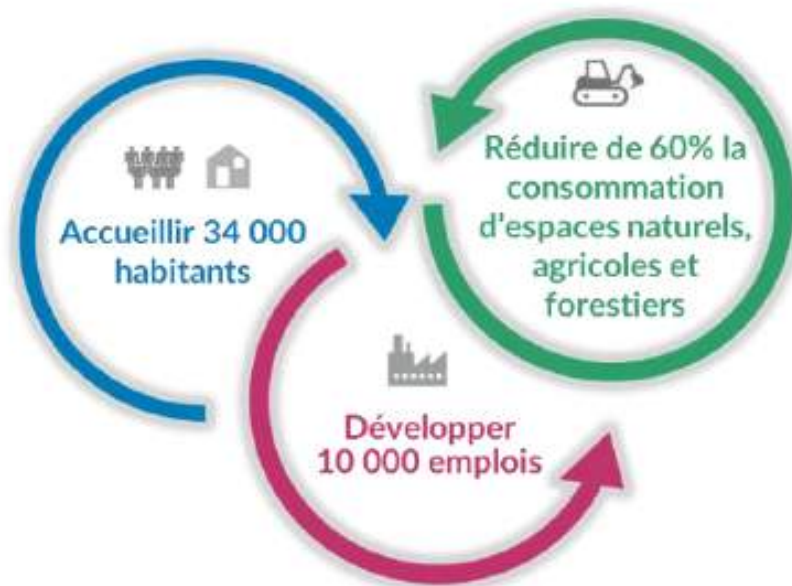 Accueillir 34 000
habitants
Réduire de 60% la
consommation
d'espaces naturels,
agricoles et
forestiers
Développer
10 000 emplois